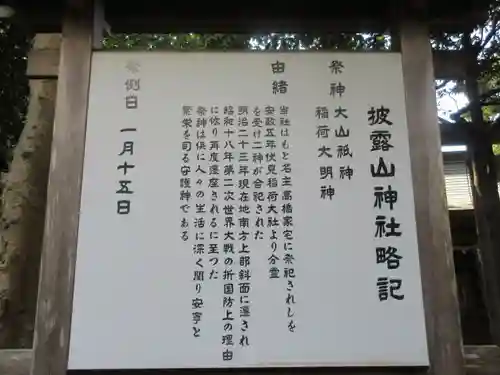 披露山神社略記
祭神 大山祇神
稲荷大明神
由緒
当社はもと名主高橋家宅に祭祀されしを
安政五年伏見稲荷大社より分霊
を受け二神が合祀された
明治二十三年現在地南方上部斜面に遷され
昭和十八年第二次世界大戦の折国防上の理由
に依り再度遷座されるに至つた
祭神は倶に人々の生活に深く関り安寧と
繁栄を司る守護神である
祭例日 一月十五日